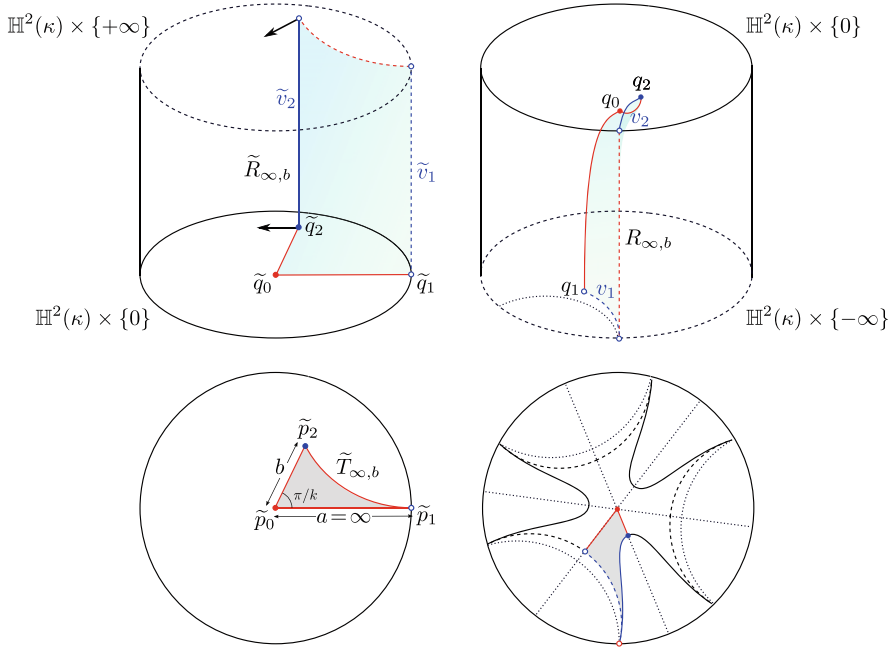 ℍ²(κ) × {+∞}
ṽ₂
R̃∞,b
ṽ₁
q̃₂
q̃₀
q̃₁
ℍ²(κ) × {0}
ℍ²(κ) × {0}
q₂
q₀
v₂
R∞,b
q₁
v₁
ℍ²(κ) × {−∞}
p̃₂
b
T̃∞,b
π/k
a = ∞
p̃₀
p̃₁